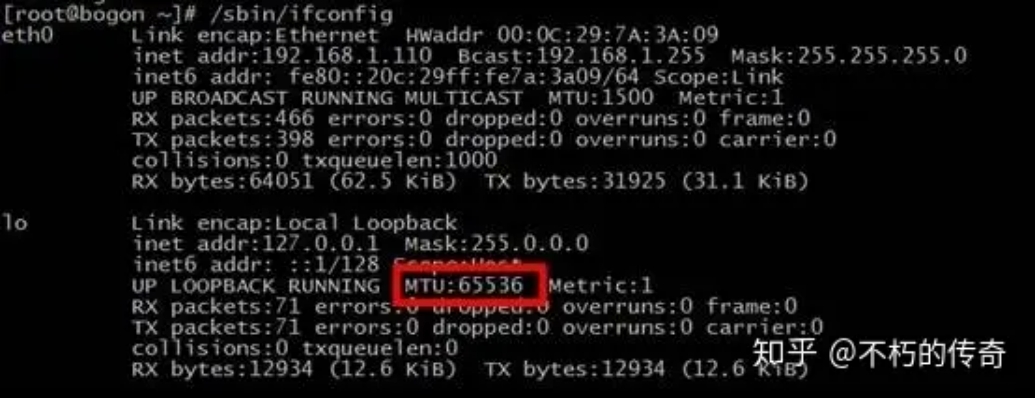 [root@bogon ~]# /sbin/ifconfig
eth0 Link encap:Ethernet HWaddr 00:0C:29:7A:3A:09
inet addr:192.168.1.110 Bcast:192.168.1.255 Mask:255.255.255.0
inet6 addr: fe80::20c:29ff:fe7a:3a09/64 Scope:Link
UP BROADCAST RUNNING MULTICAST MTU:1500 Metric:1
RX packets:466 errors:0 dropped:0 overruns:0 frame:0
TX packets:398 errors:0 dropped:0 overruns:0 carrier:0
collisions:0 txqueuelen:1000
RX bytes:64051 (62.5 KiB) TX bytes:31925 (31.1 KiB)
lo Link encap:Local Loopback
inet addr:127.0.0.1 Mask:255.0.0.0
inet6 addr: ::1/128 Scope:Host
UP LOOPBACK RUNNING MTU:65536 Metric:1
RX packets:71 errors:0 dropped:0 overruns:0 frame:0
TX packets:71 errors:0 dropped:0 overruns:0 carrier:0
collisions:0 txqueuelen:0
RX bytes:12934 (12.6 KiB) TX bytes:12934 (12.6 KiB)
知乎 @不朽的传奇